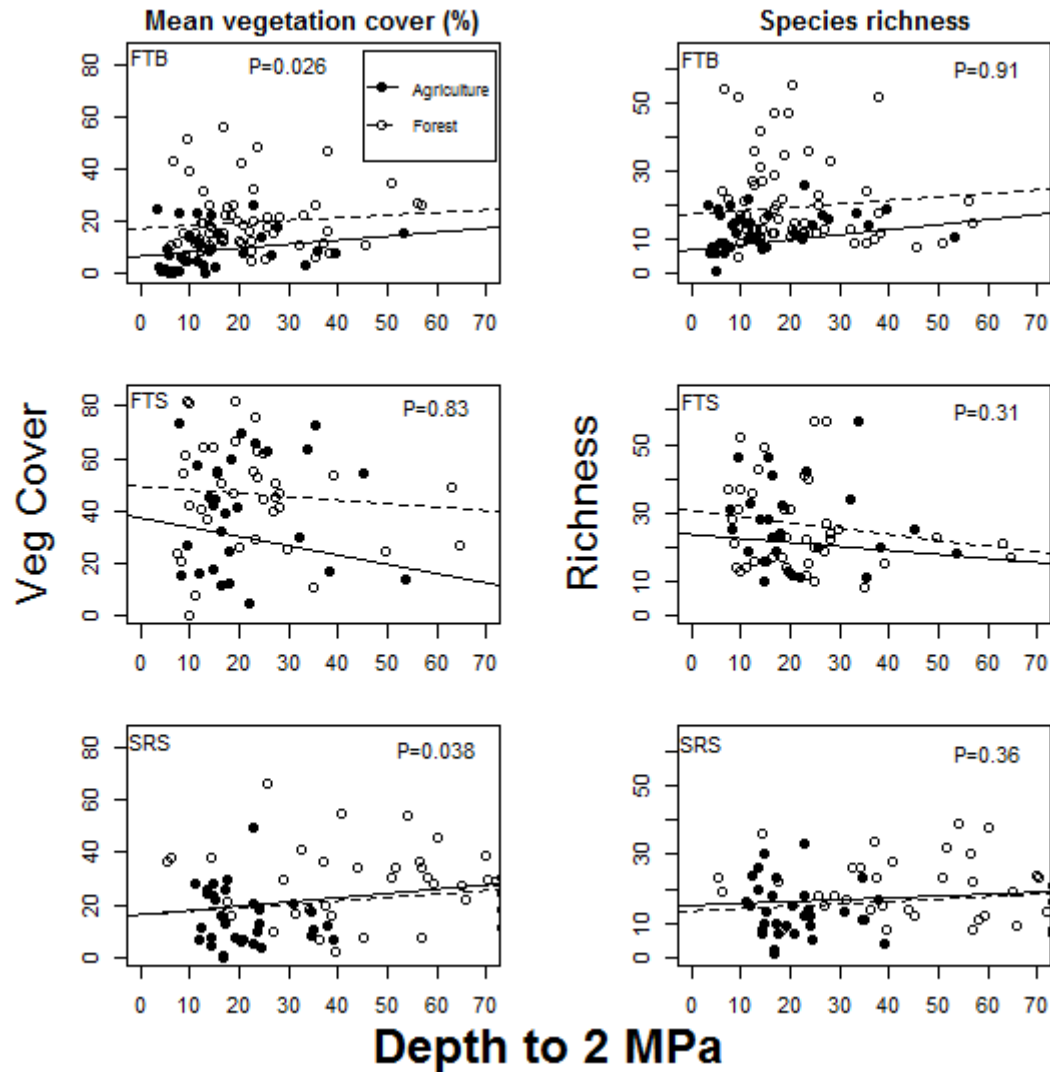 Mean vegetation cover (%)
Species richness
FTB
P=0.026
Agriculture
Forest
0 20 40 60 80
0 10 20 30 40 50 60 70
FTB
P=0.91
0 10 30 50
0 10 20 30 40 50 60 70
Veg Cover
FTS
P=0.83
0 20 40 60 80
0 10 20 30 40 50 60 70
Richness
FTS
P=0.31
0 10 30 50
0 10 20 30 40 50 60 70
SRS
P=0.038
0 20 40 60 80
0 10 20 30 40 50 60 70
SRS
P=0.36
0 10 30 50
0 10 20 30 40 50 60 70
Depth to 2 MPa